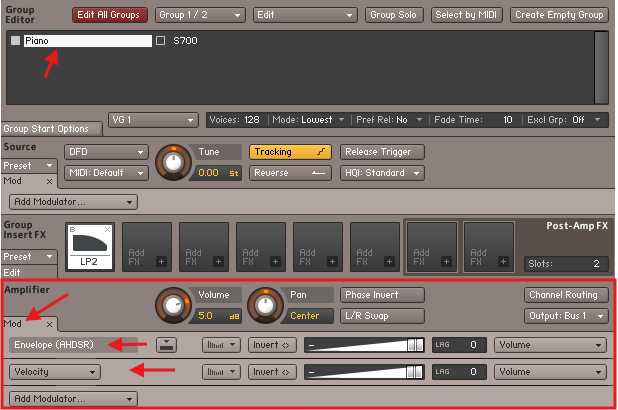 Group Editor
Edit All Groups
Group 1 / 2
Edit
Group Solo
Select by MIDI
Create Empty Group
Piano
S700
Group Start Options
VG 1
Voices: 128
Mode: Lowest
Pref Rel: No
Fade Time: 10
Excl Grp: Off
Source
DFD
Tune
Tracking
Release Trigger
Preset
MIDI: Default
0.00 St
Reverse
HQI: Standard
Mod x
Add Modulator...
Group Insert FX
B x
LP2
Add FX +
Add FX +
Add FX +
Add FX +
Add FX +
Add FX +
Add FX +
Post-Amp FX
Preset
Edit
Slots: 2
Amplifier
Volume
Pan
Phase Invert
Channel Routing
5.0 dB
Center
L/R Swap
Output: Bus 1
Mod x
Envelope (AHDSR)
Invert
LAG 0
Volume
Velocity
Invert
LAG 0
Volume
Add Modulator...